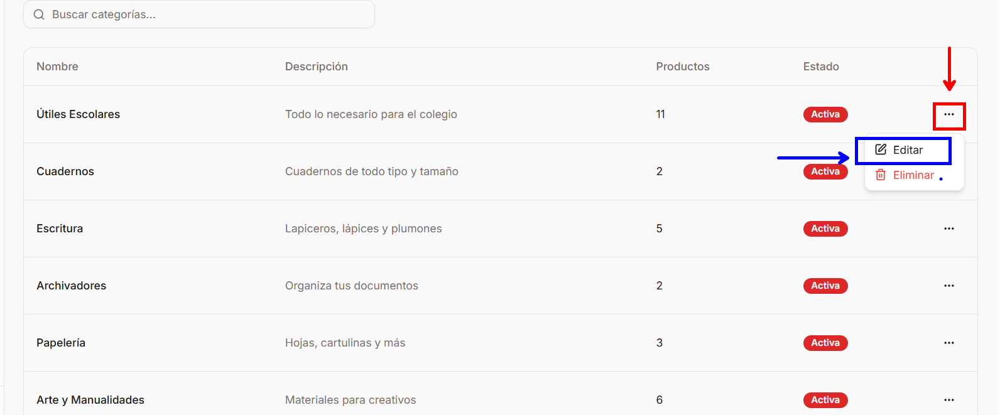 Buscar categorías...
Nombre Descripción Productos Estado
Útiles Escolares Todo lo necesario para el colegio 11 Activa ...
Editar
Cuadernos Cuadernos de todo tipo y tamaño 2 Activa
Eliminar
Escritura Lapiceros, lápices y plumones 5 Activa ...
Archivadores Organiza tus documentos 2 Activa ...
Papelería Hojas, cartulinas y más 3 Activa ...
Arte y Manualidades Materiales para creativos 6 Activa ...